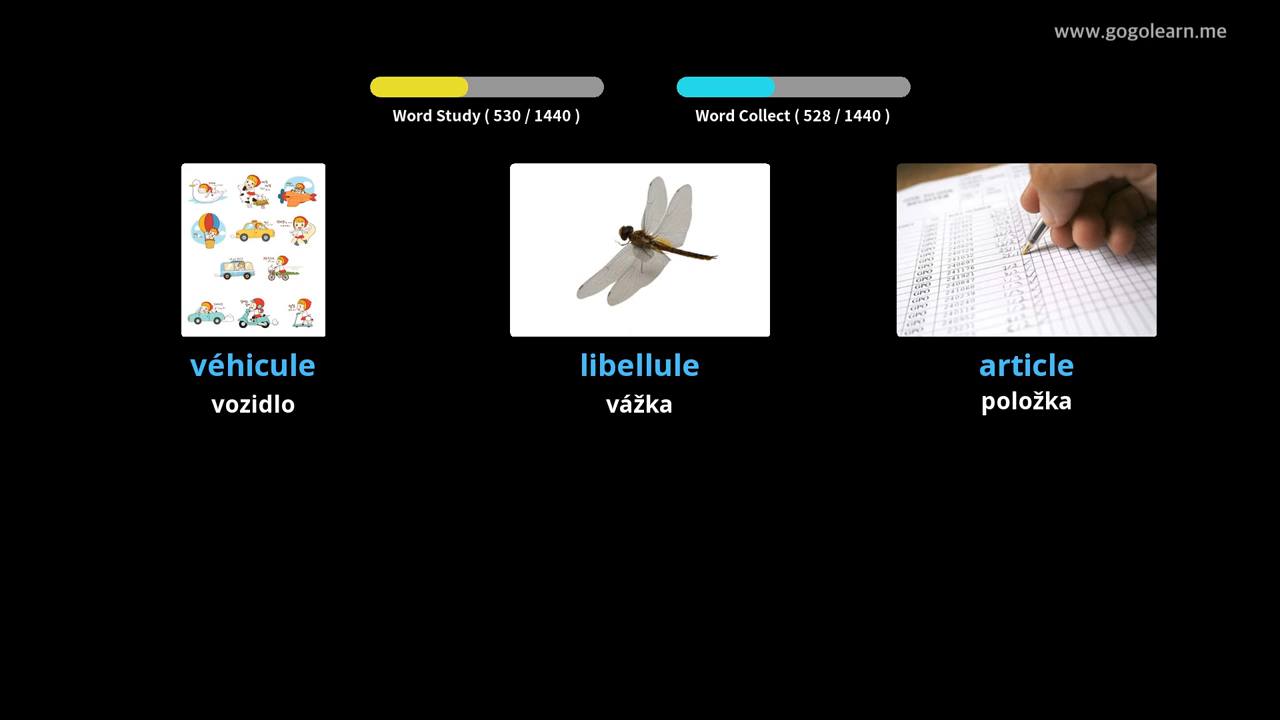 www.gogolearn.me
Word Study ( 530 / 1440 )
Word Collect ( 528 / 1440 )
véhicule
vozidlo
libellule
vážka
article
položka